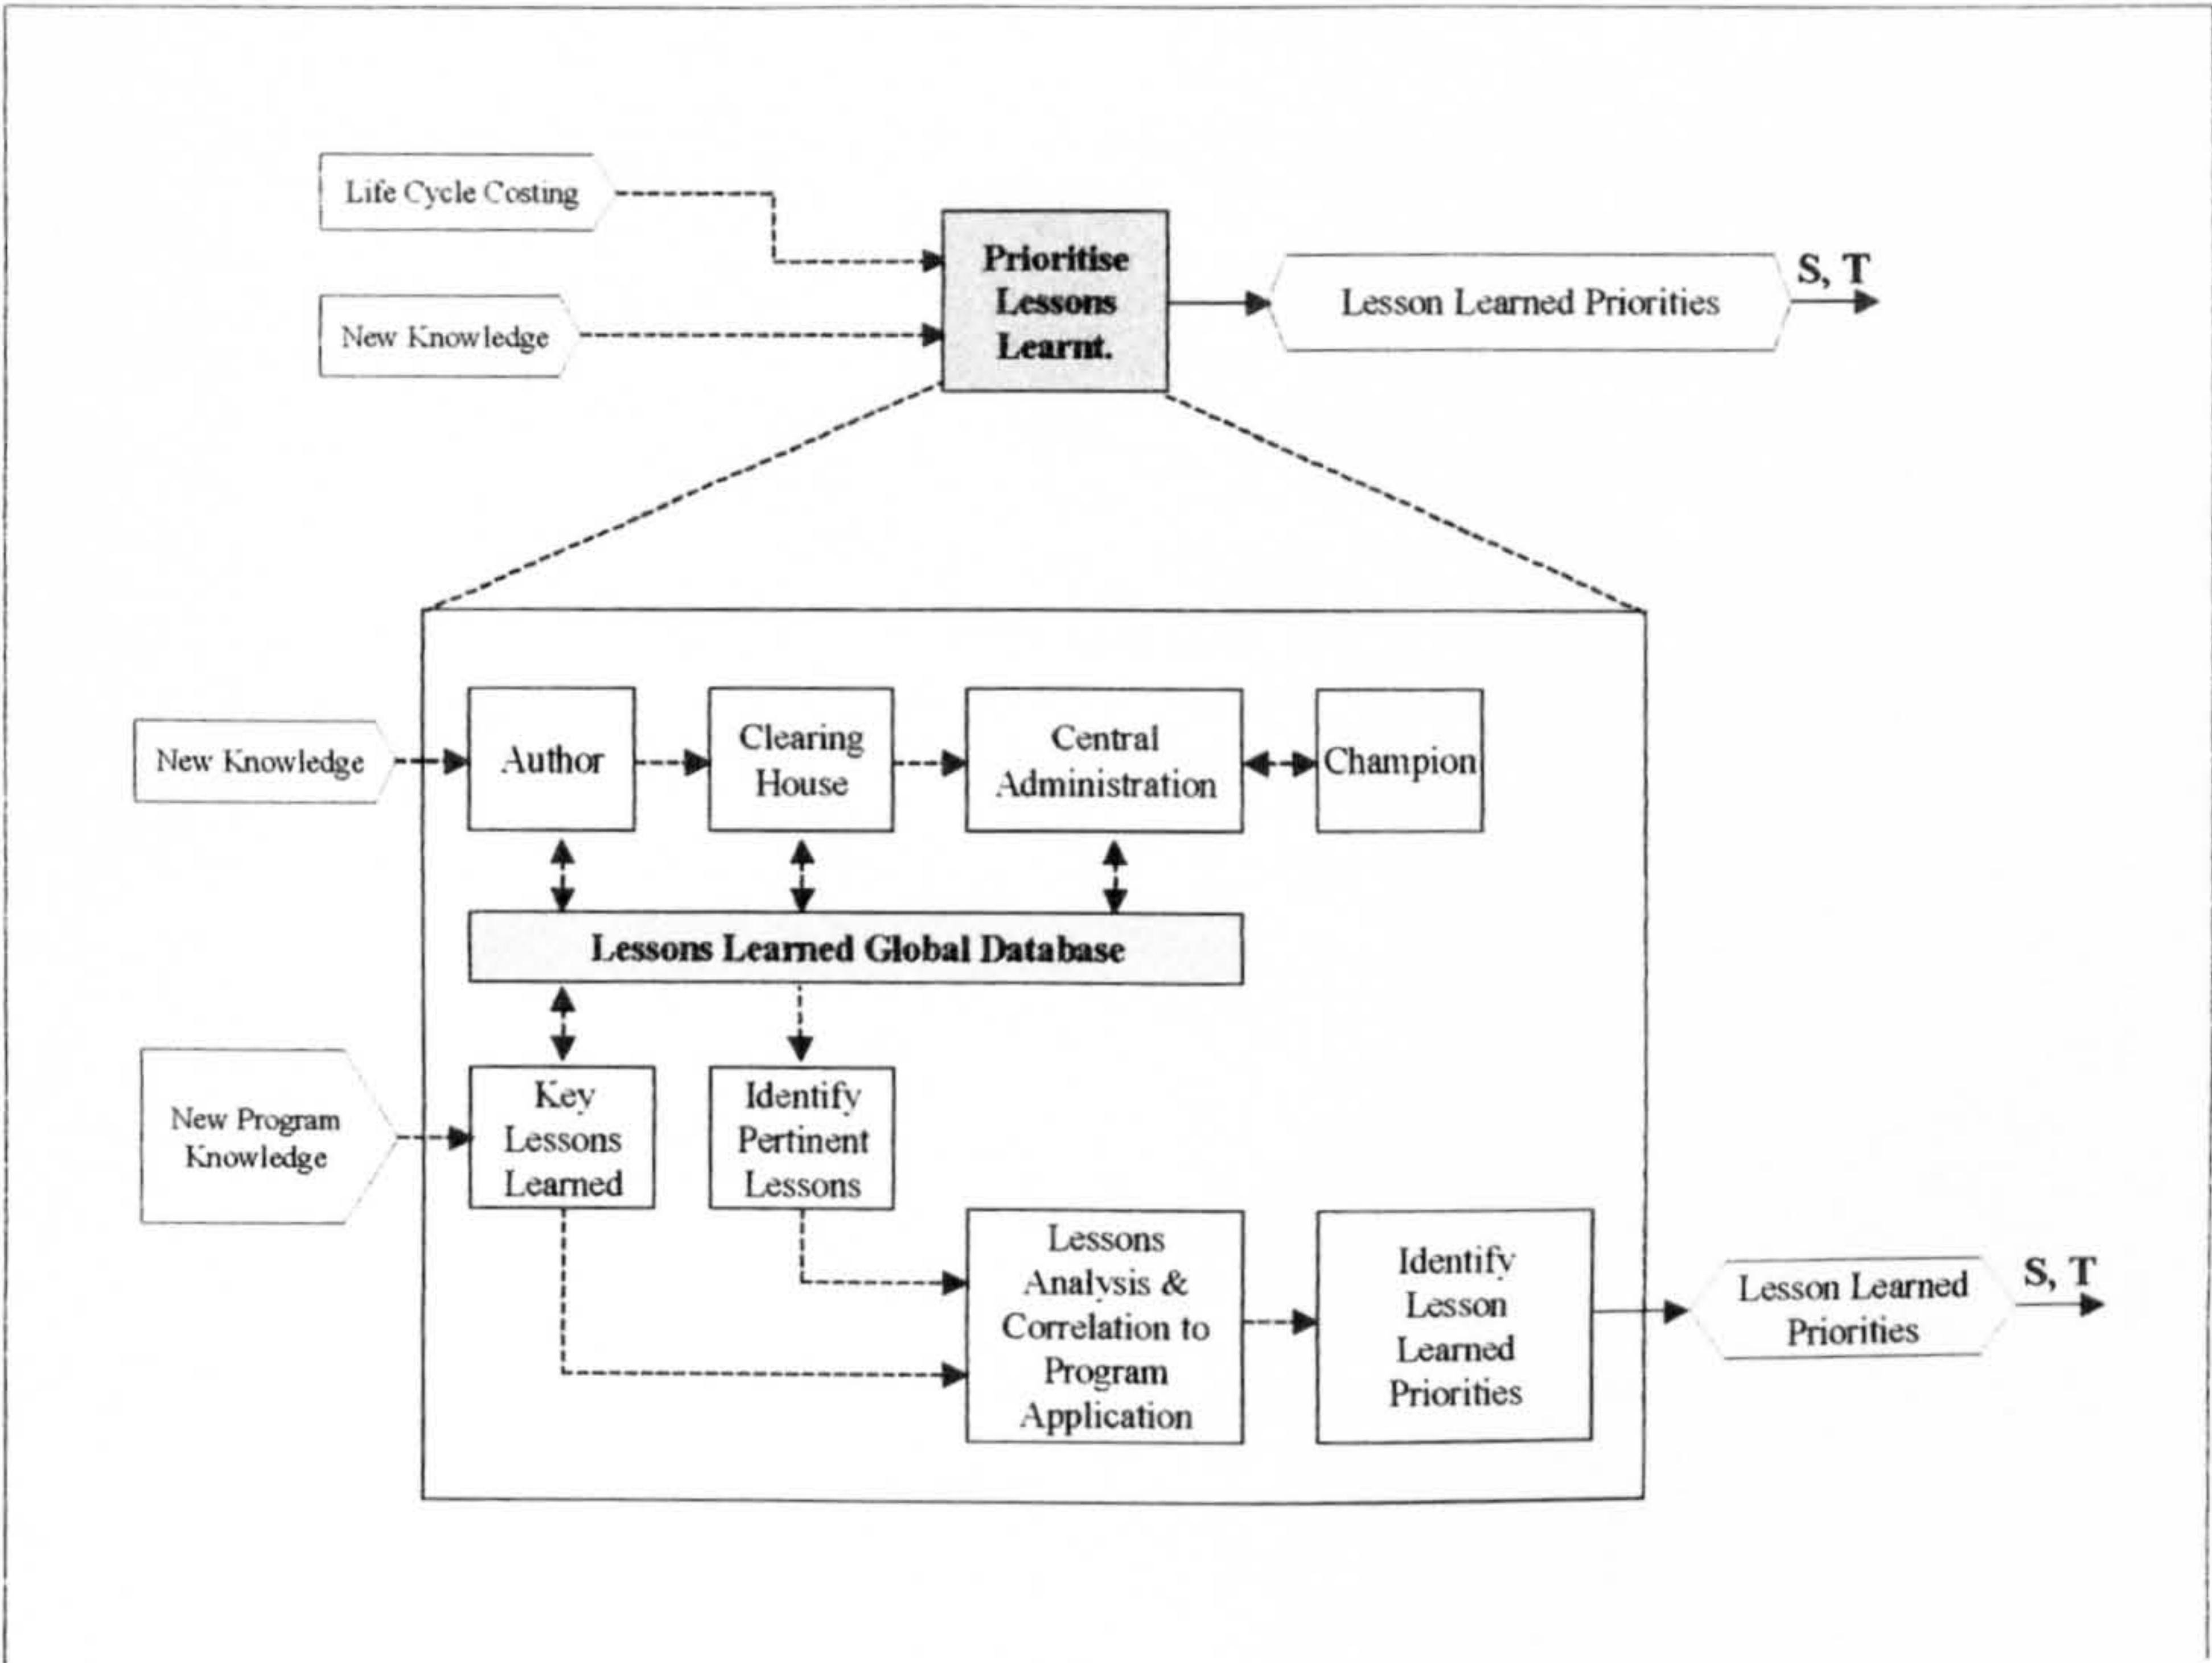 Life Cycle Costing
New Knowledge
Prioritise
Lessons
Learnt.
Lesson Learned Priorities
S, T
New Knowledge
Author
Clearing
House
Central
Administration
Champion
Lessons Learned Global Database
New Program
Knowledge
Key
Lessons
Learned
Identify
Pertinent
Lessons
Lessons
Analysis &
Correlation to
Program
Application
Identify
Lesson
Learned
Priorities
Lesson Learned
Priorities
S, T